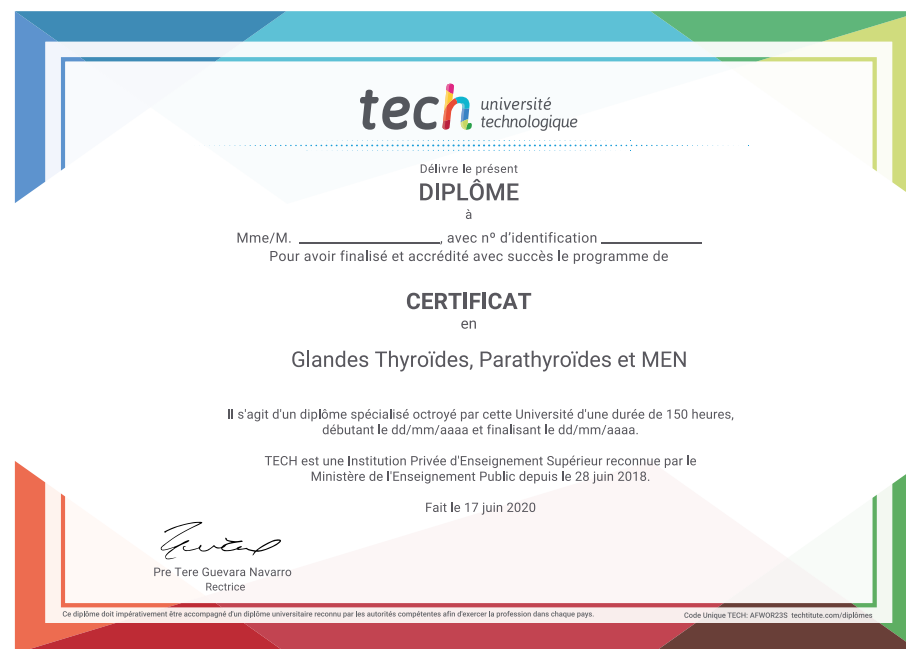 tech université
technologique
Délivre le présent
DIPLÔME
à
Mme/M. ____________, avec nº d'identification ____________
Pour avoir finalisé et accrédité avec succès le programme de
CERTIFICAT
en
Glandes Thyroïdes, Parathyroïdes et MEN
Il s'agit d'un diplôme spécialisé octroyé par cette Université d'une durée de 150 heures,
débutant le dd/mm/aaaa et finalisant le dd/mm/aaaa.
TECH est une Institution Privée d'Enseignement Supérieur reconnue par le
Ministère de l'Enseignement Public depuis le 28 juin 2018.
Fait le 17 juin 2020
Pre Tere Guevara Navarro
Rectrice
Ce diplôme doit impérativement être accompagné d'un diplôme universitaire reconnu par les autorités compétentes afin d'exercer la profession dans chaque pays.
Code Unique TECH: AFWOR23S techtitute.com/diplômes